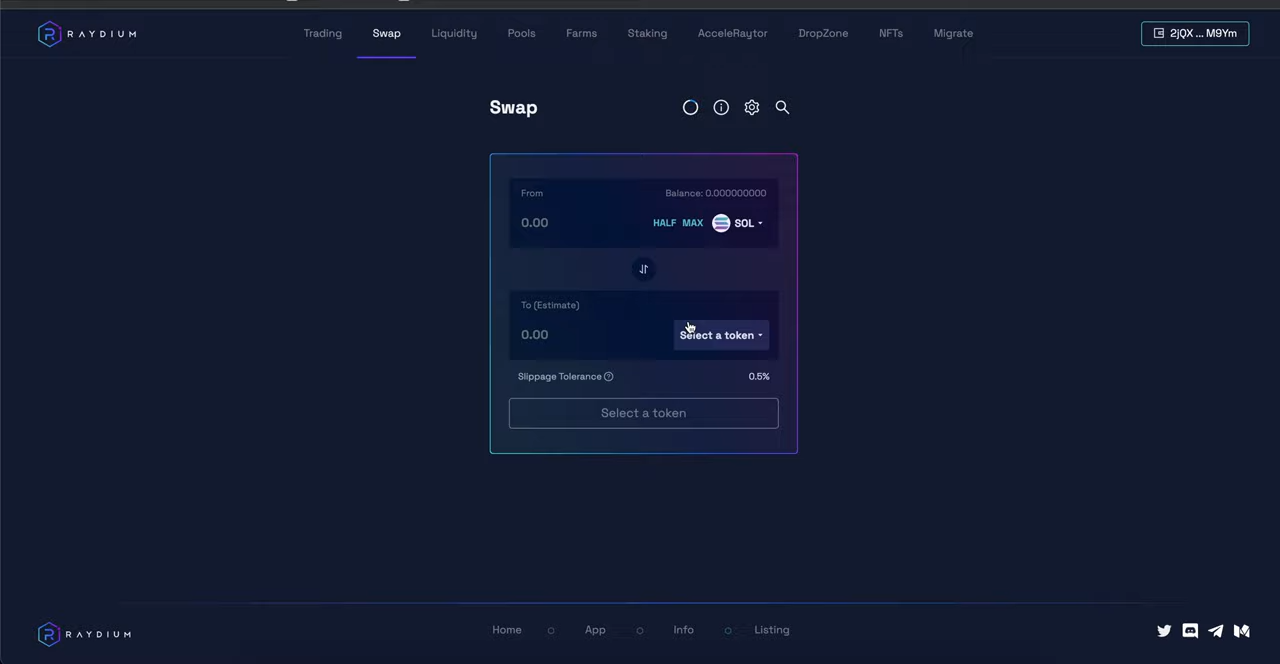 RAYDIUM
Trading Swap Liquidity Pools Farms Staking AcceleRaytor DropZone NFTs Migrate
2jQX ... M9Ym
Swap
From
Balance: 0.000000000
0.00
HALF MAX SOL
To (Estimate)
0.00
Select a token
Slippage Tolerance
0.5%
Select a token
RAYDIUM
Home App Info Listing